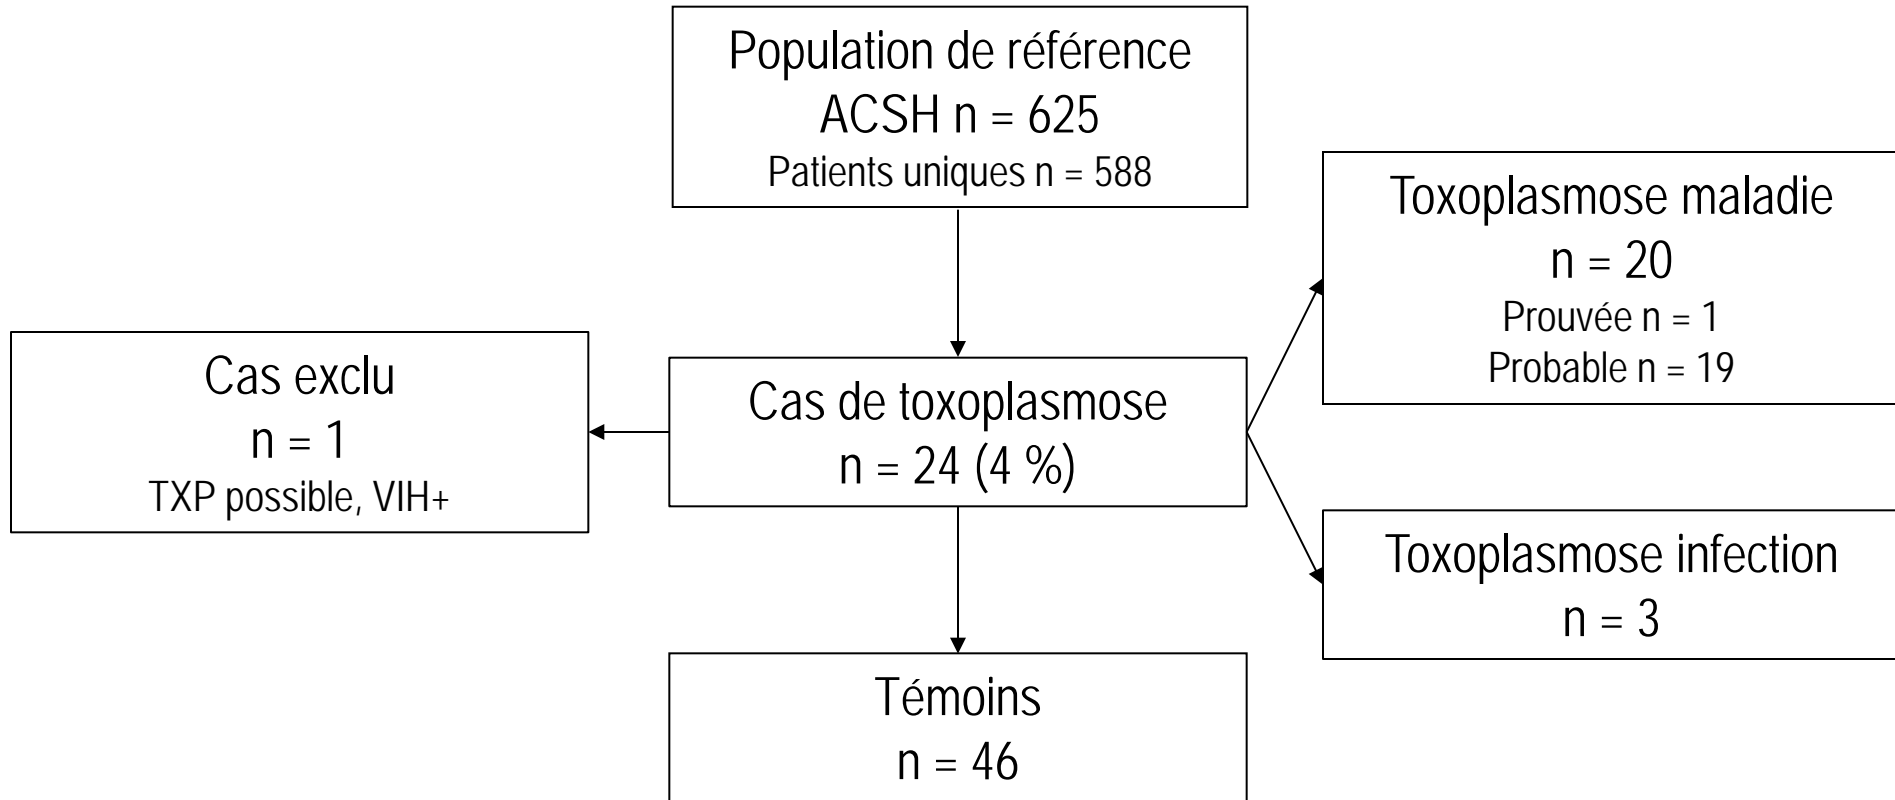 Population de référence
ACSH n = 625
Patients uniques n = 588
Toxoplasmose maladie
n = 20
Prouvée n = 1
Probable n = 19
Cas exclu
n = 1
TXP possible, VIH+
Cas de toxoplasmose
n = 24 (4 %)
Toxoplasmose infection
n = 3
Témoins
n = 46